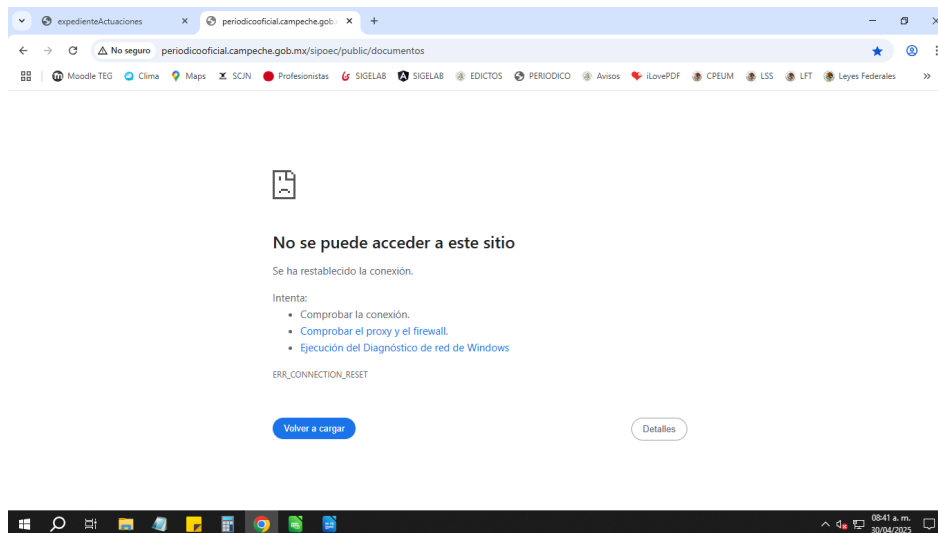 expedienteActuaciones
periodicooficial.campeche.gob.
No seguro periodicooficial.campeche.gob.mx/sipoec/public/documentos
Moodle TEG Clima Maps SCJN Profesionistas SIGELAB SIGELAB EDICTOS PERIODICO Avisos iLovePDF CPEUM LSS LFT Leyes Federales
No se puede acceder a este sitio
Se ha restablecido la conexión.
Intenta:
• Comprobar la conexión.
• Comprobar el proxy y el firewall.
• Ejecución del Diagnóstico de red de Windows
ERR_CONNECTION_RESET
Volver a cargar Detalles
08:41 a. m.
30/04/2025